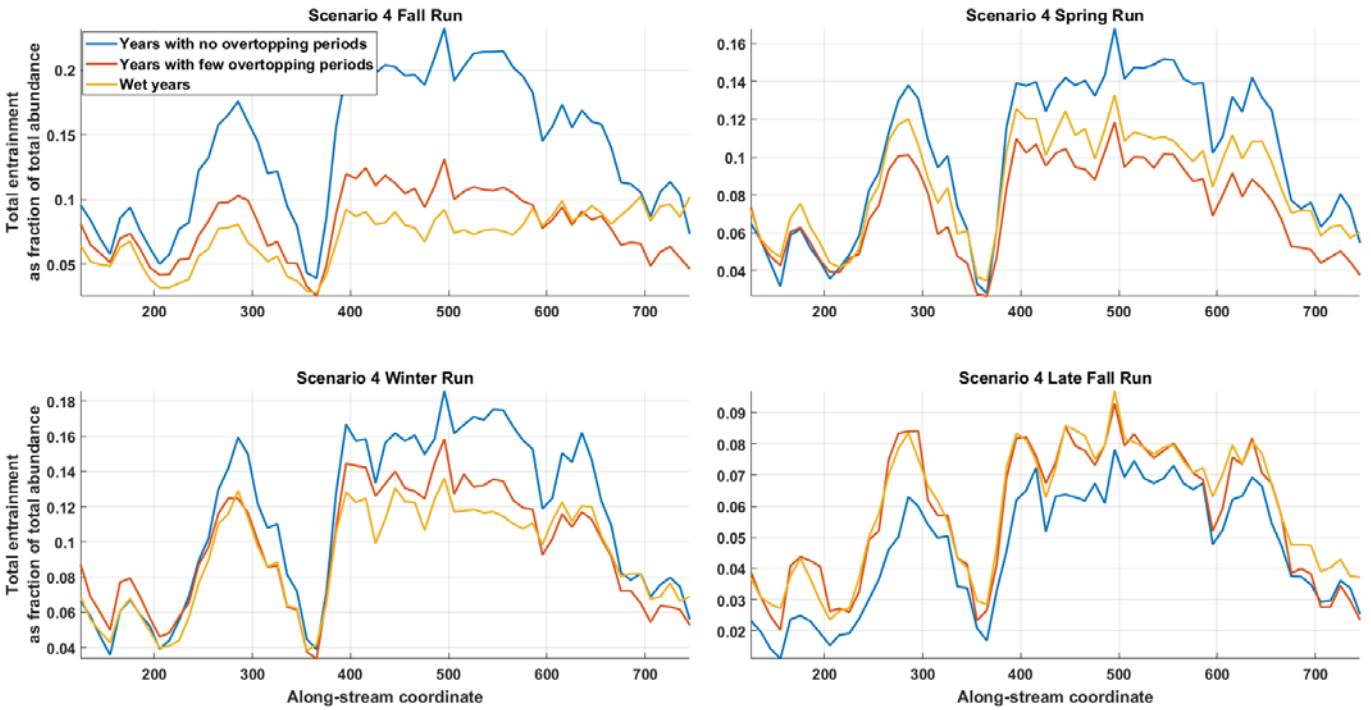 Scenario 4 Fall Run
Years with no overtopping periods
Years with few overtopping periods
Wet years
Total entrainment
as fraction of total abundance
0.2
0.15
0.1
0.05
200 300 400 500 600 700
Scenario 4 Spring Run
0.16
0.14
0.12
0.1
0.08
0.06
0.04
200 300 400 500 600 700
Scenario 4 Winter Run
Total entrainment
as fraction of total abundance
0.18
0.16
0.14
0.12
0.1
0.08
0.06
0.04
200 300 400 500 600 700
Along-stream coordinate
Scenario 4 Late Fall Run
0.09
0.08
0.07
0.06
0.05
0.04
0.03
0.02
200 300 400 500 600 700
Along-stream coordinate